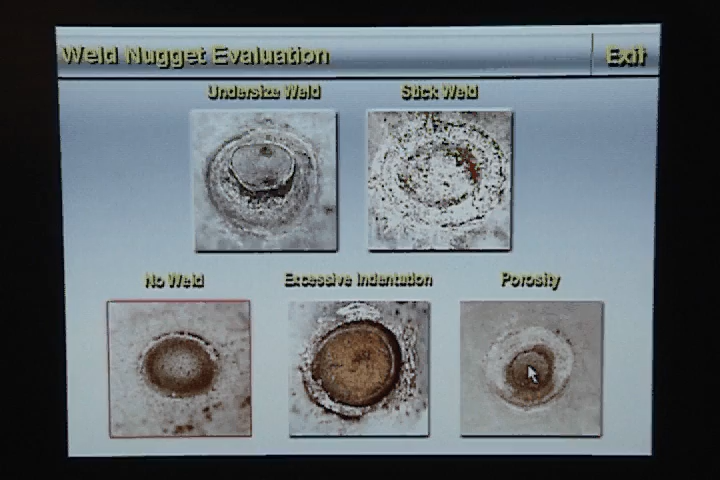 Weld Nugget Evaluation
Exit
Undersize Weld
Stick Weld
No Weld
Excessive Indentation
Porosity